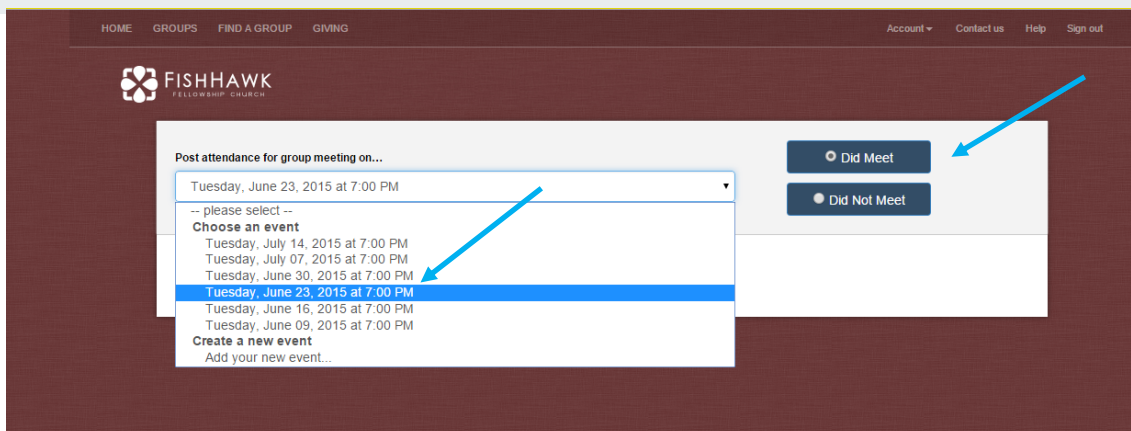 HOME GROUPS FIND A GROUP GIVING Account Contact us Help Sign out
FISHHAWK
FELLOWSHIP CHURCH
Post attendance for group meeting on...
Tuesday, June 23, 2015 at 7:00 PM
-- please select --
Choose an event
Tuesday, July 14, 2015 at 7:00 PM
Tuesday, July 07, 2015 at 7:00 PM
Tuesday, June 30, 2015 at 7:00 PM
Tuesday, June 23, 2015 at 7:00 PM
Tuesday, June 16, 2015 at 7:00 PM
Tuesday, June 09, 2015 at 7:00 PM
Create a new event
Add your new event...
Did Meet
Did Not Meet